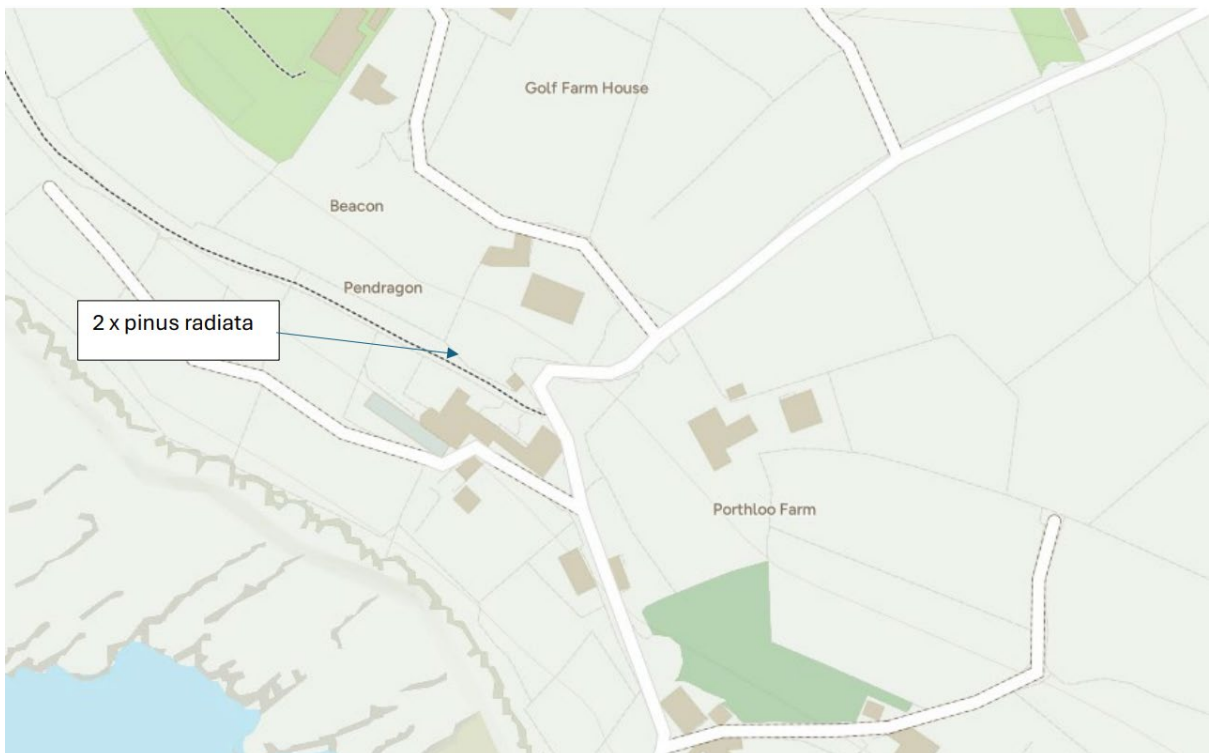 Golf Farm House
Beacon
Pendragon
2 x pinus radiata
Porthloo Farm